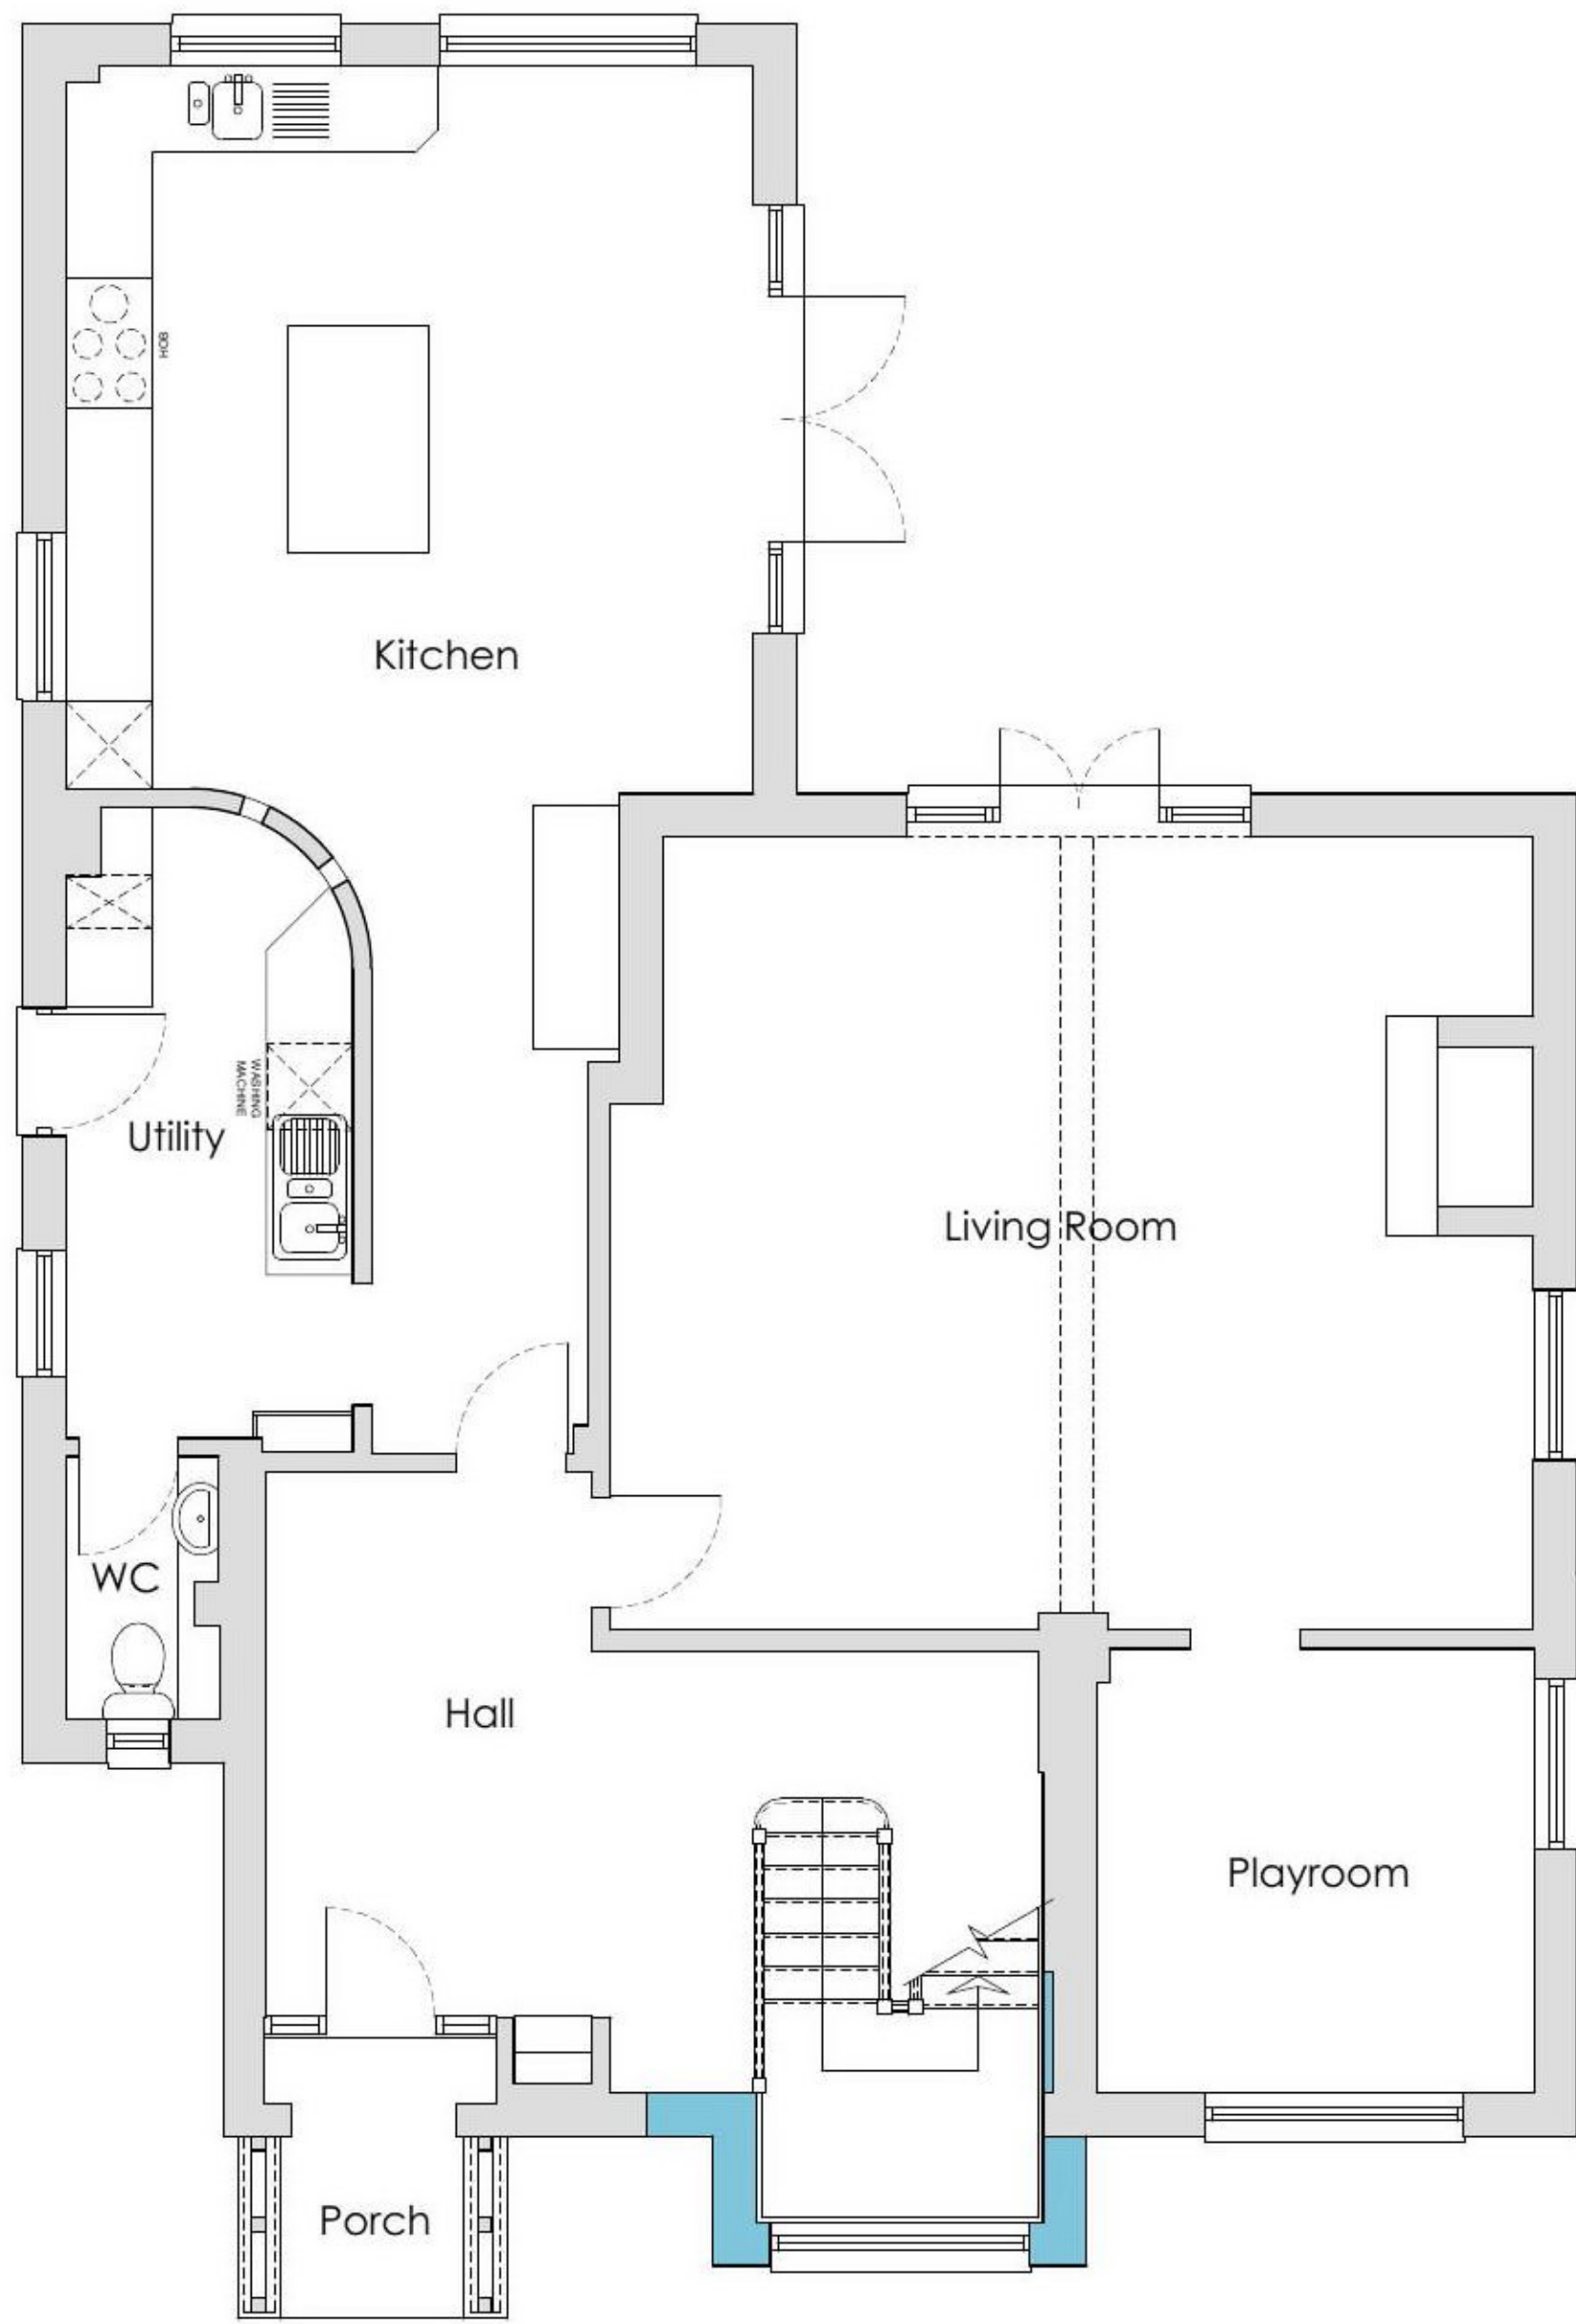 HOB
Kitchen
WASHING
MACHINE
Utility
Living Room
WC
Hall
Playroom
Porch